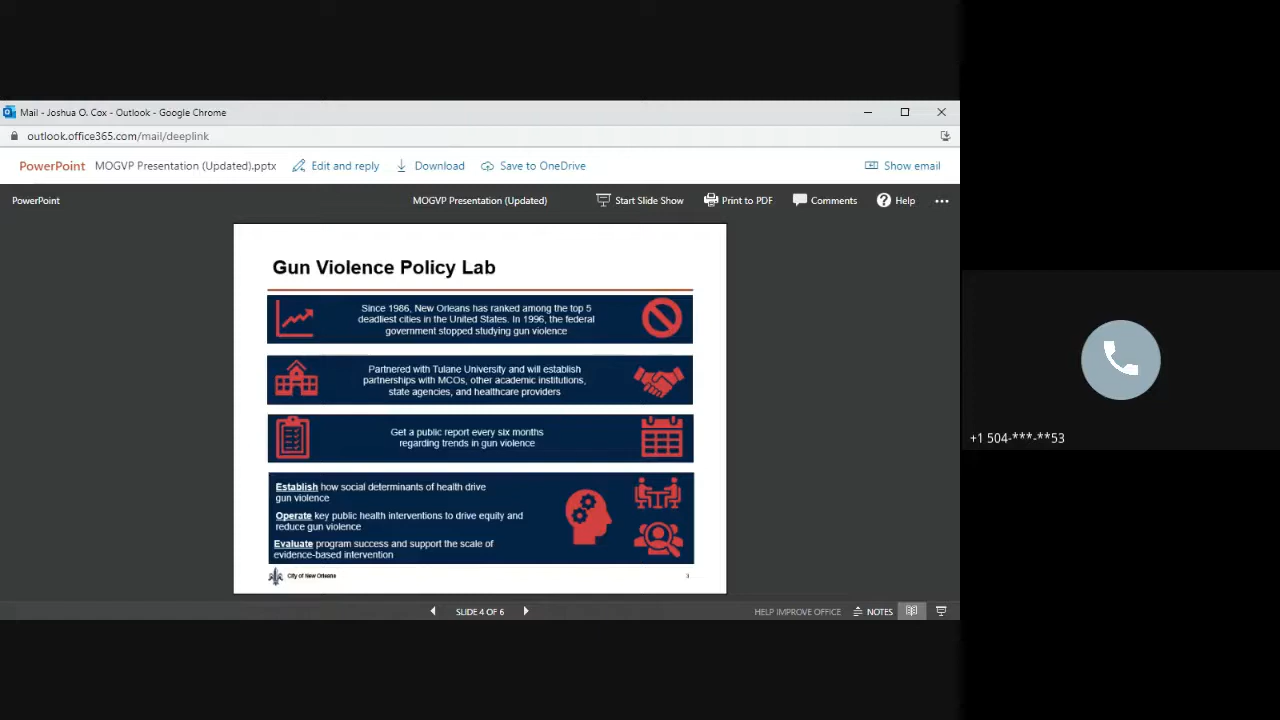 Mail - Joshua O. Cox - Outlook - Google Chrome
outlook.office365.com/mail/deeplink
PowerPoint MOGVP Presentation (Updated).pptx Edit and reply Download Save to OneDrive Show email
PowerPoint MOGVP Presentation (Updated) Start Slide Show Print to PDF Comments Help
Gun Violence Policy Lab
Since 1986, New Orleans has ranked among the top 5
deadliest cities in the United States. In 1996, the federal
government stopped studying gun violence
Partnered with Tulane University and will establish
partnerships with MCOs, other academic institutions,
state agencies, and healthcare providers
Get a public report every six months
regarding trends in gun violence
Establish how social determinants of health drive
gun violence
Operate key public health interventions to drive equity and
reduce gun violence
Evaluate program success and support the scale of
evidence-based intervention
City of New Orleans 3
SLIDE 4 OF 6 HELP IMPROVE OFFICE NOTES
+1 504-***-**53